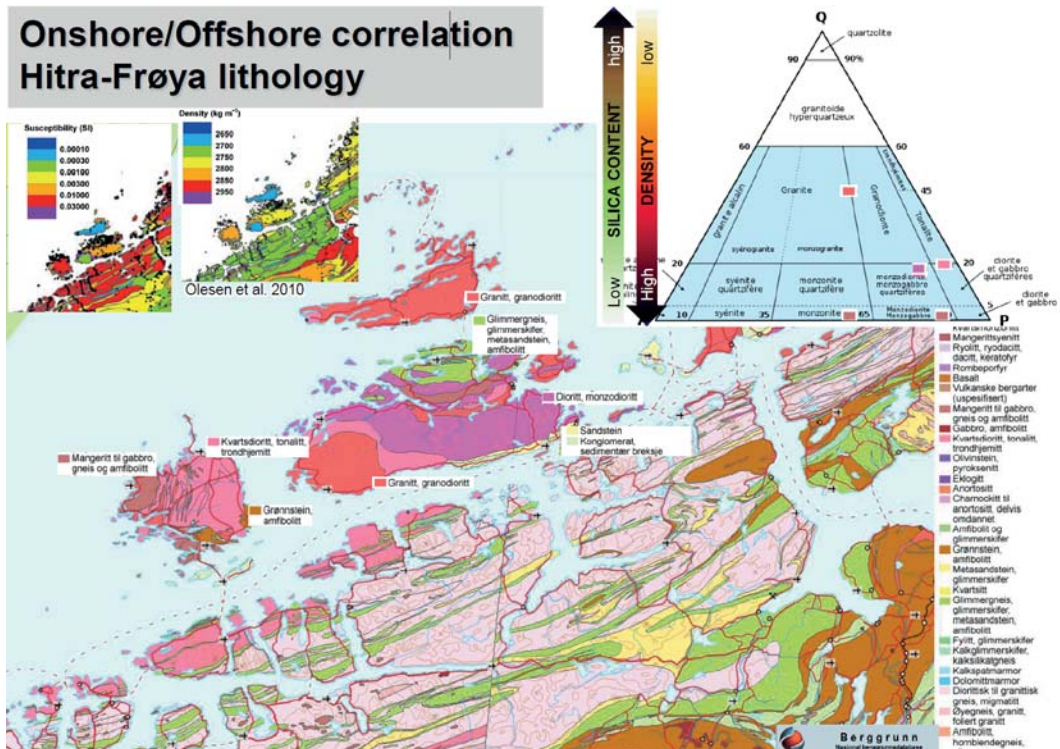 Onshore/Offshore correlation
Hitra-Frøya lithology
Susceptibility (SI)
0.00010
0.00030
0.00100
0.00300
0.01000
0.03000
Density (kg m⁻³)
2650
2700
2750
2800
2850
2950
Olesen et al. 2010
high
SILICA CONTENT
Low
low
DENSITY
High
Q
quartzolite
90
90%
granitoïde
hyperquartzeux
60
60
granite alcalin
Granite
Granodiorite
Tonalite
45
syénogranite
monzogranite
20
20
syénite
quartzifère
monzonite
quartzifère
monzodiorite
monzogabbro
quartzifères
diorite
et gabbro
quartzifères
5
diorite
et gabbro
10
syénite
35
monzonite
65
Monzodiorite
Monzogabbro
P
Granitt, granodioritt
Glimmergneis,
glimmerskifer,
metasandstein,
amfibolitt
Dioritt, monzodioritt
Sandstein
Konglomerat,
sedimentær breksje
Kvartsdioritt, tonalitt,
trondhjemitt
Mangeritt til gabbro,
gneis og amfibolitt
Granitt, granodioritt
Grønnstein,
amfibolitt
Kvartsmonzonitt
Mangerittsyenitt
Ryolitt, ryodacitt,
dacitt, keratofyr
Rombeporfyr
Basalt
Vulkanske bergarter
(uspesifisert)
Mangeritt til gabbro,
gneis og amfibolitt
Gabbro, amfibolitt
Kvartsdioritt, tonalitt,
trondhjemitt
Olivinstein,
pyroksenitt
Eklogitt
Anortositt
Charnockitt til
anortositt, delvis
omdannet
Amfibolitt og
glimmerskifer
Grønnstein,
amfibolitt
Metasandstein,
glimmerskifer
Kvartsitt
Glimmergneis,
glimmerskifer,
metasandstein,
amfibolitt
Fylitt, glimmerskifer
Kalkglimmerskifer,
kalksilikatgneis
Kalkspatmarmor
Dolomittmarmor
Diorittisk til granittisk
gneis, migmatitt
Øyegneis, granitt,
foliert granitt
Amfibolitt,
hornblendegneis,
Berggrunn
Nasjonal berggrunnsdatabase